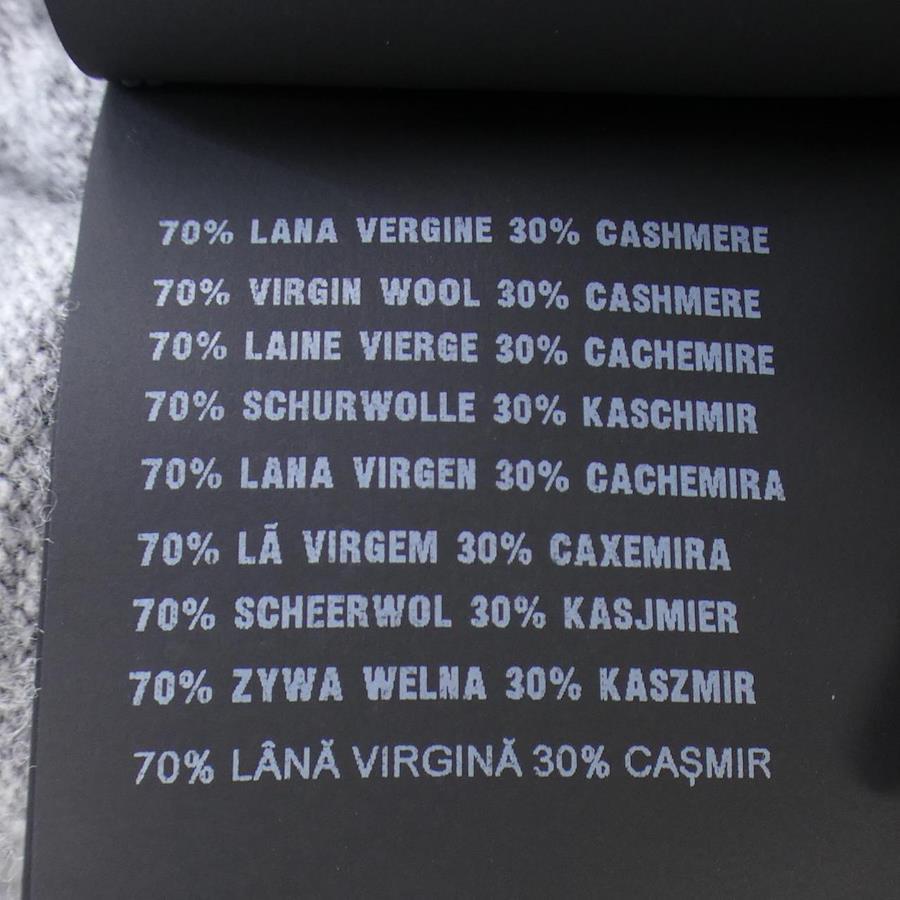 70% LANA VERGINE 30% CASHMERE
70% VIRGIN WOOL 30% CASHMERE
70% LAINE VIERGE 30% CACHEMIRE
70% SCHURWOLLE 30% KASCHMIR
70% LANA VIRGEN 30% CACHEMIRA
70% LÃ VIRGEM 30% CAXEMIRA
70% SCHEERWOL 30% KASJMIER
70% ZYWA WELNA 30% KASZMIR
70% LÂNĂ VIRGINĂ 30% CAȘMIR